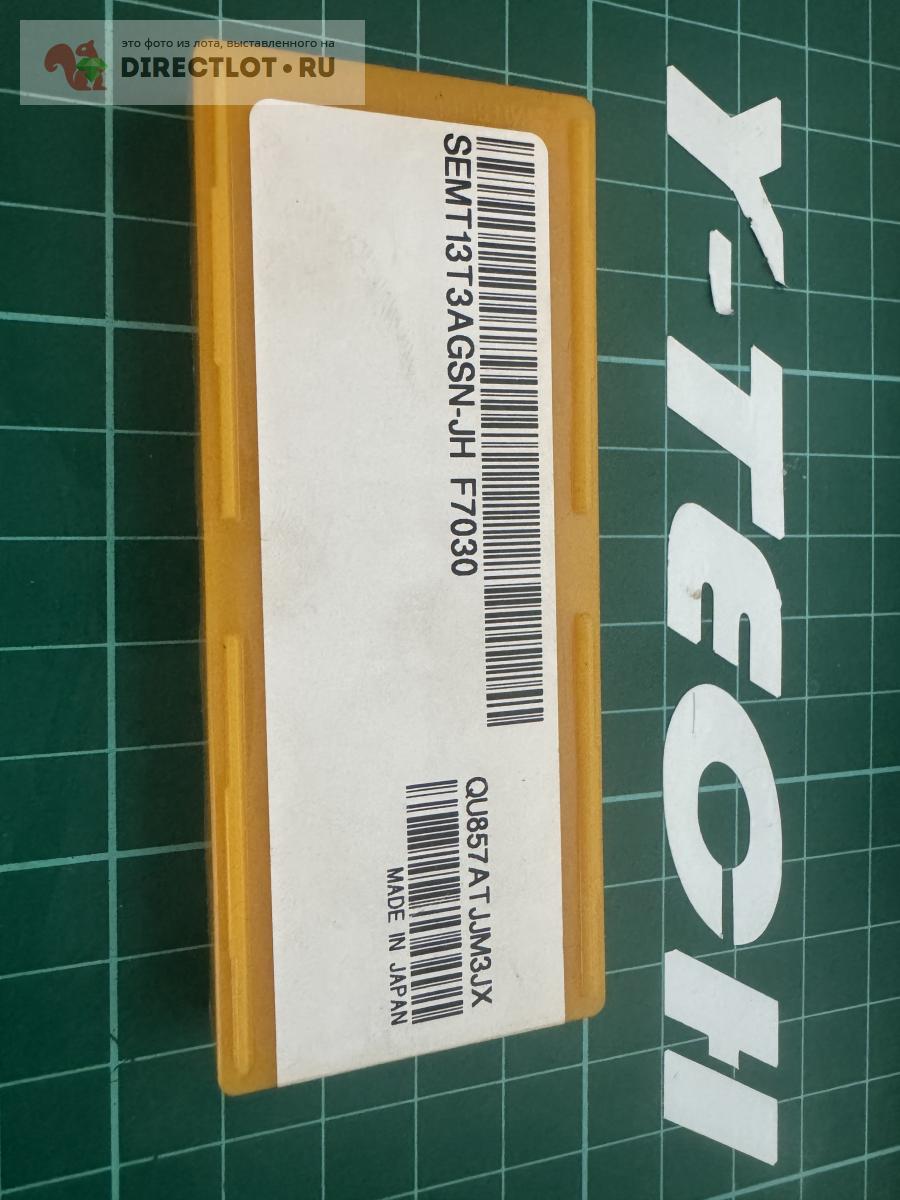 это фото из лота, выставленного на
DIRECTLOT•RU
SEMT13T3AGSN-JH F7030
QU857ATJJM3JX
MADE IN JAPAN
Y-TECH